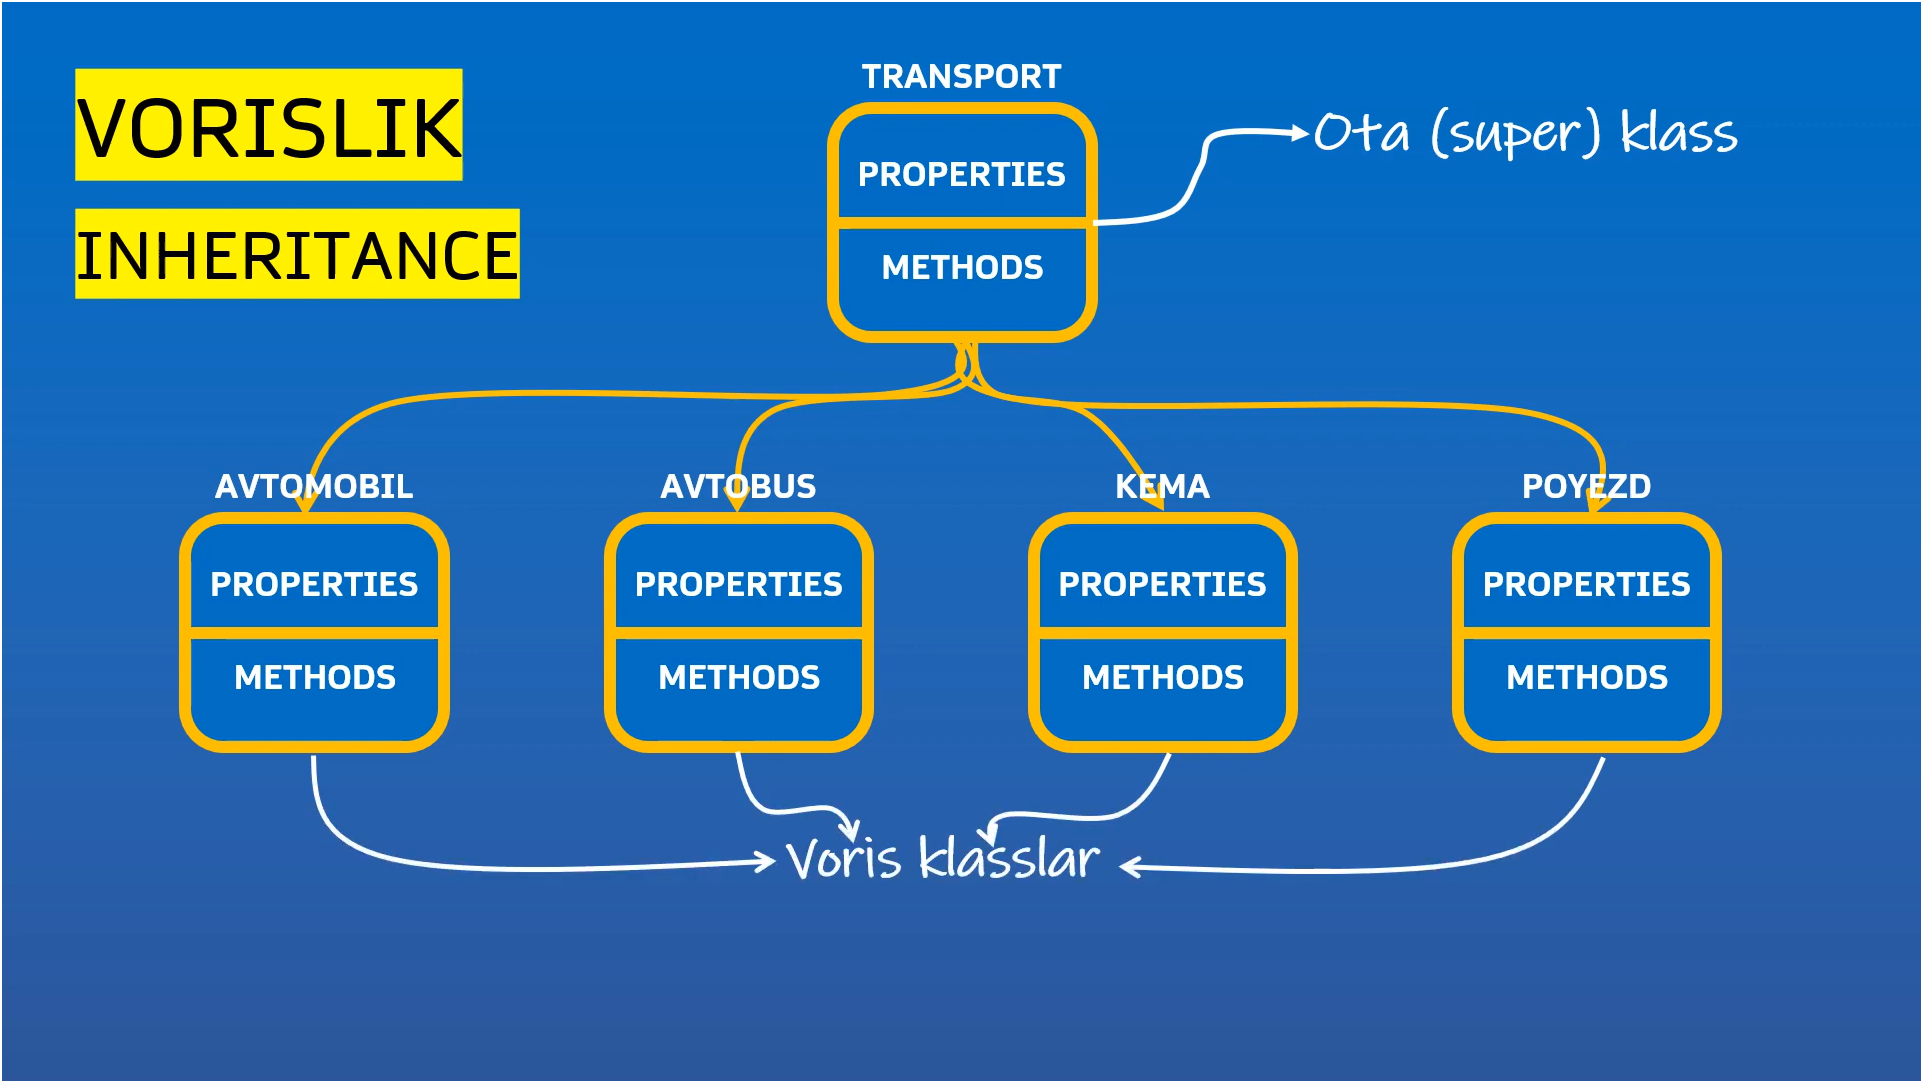 VORISLIK
INHERITANCE
TRANSPORT
PROPERTIES
METHODS
Ota (super) klass
AVTOMOBIL
PROPERTIES
METHODS
AVTOBUS
PROPERTIES
METHODS
KEMA
PROPERTIES
METHODS
POYEZD
PROPERTIES
METHODS
Voris klasslar